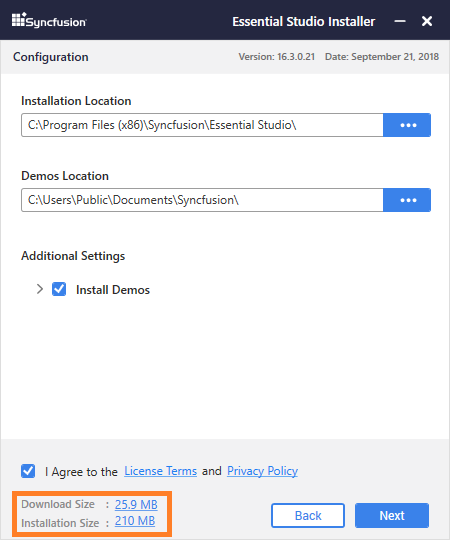 Syncfusion Essential Studio Installer
Configuration Version: 16.3.0.21 Date: September 21, 2018
Installation Location
C:\Program Files (x86)\Syncfusion\Essential Studio\
Demos Location
C:\Users\Public\Documents\Syncfusion\
Additional Settings
Install Demos
I Agree to the License Terms and Privacy Policy
Download Size : 25.9 MB
Installation Size : 210 MB
Back Next